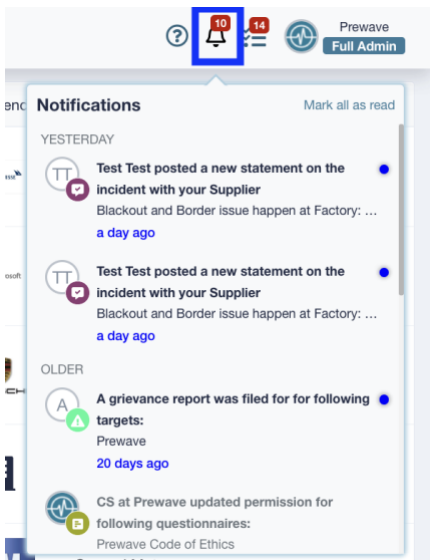 10
14
Prewave
Full Admin
Notifications
Mark all as read
YESTERDAY
TT
Test Test posted a new statement on the
incident with your Supplier
Blackout and Border issue happen at Factory: ...
a day ago
TT
Test Test posted a new statement on the
incident with your Supplier
Blackout and Border issue happen at Factory: ...
a day ago
OLDER
A
A grievance report was filed for for following
targets:
Prewave
20 days ago
CS at Prewave updated permission for
following questionnaires:
Prewave Code of Ethics